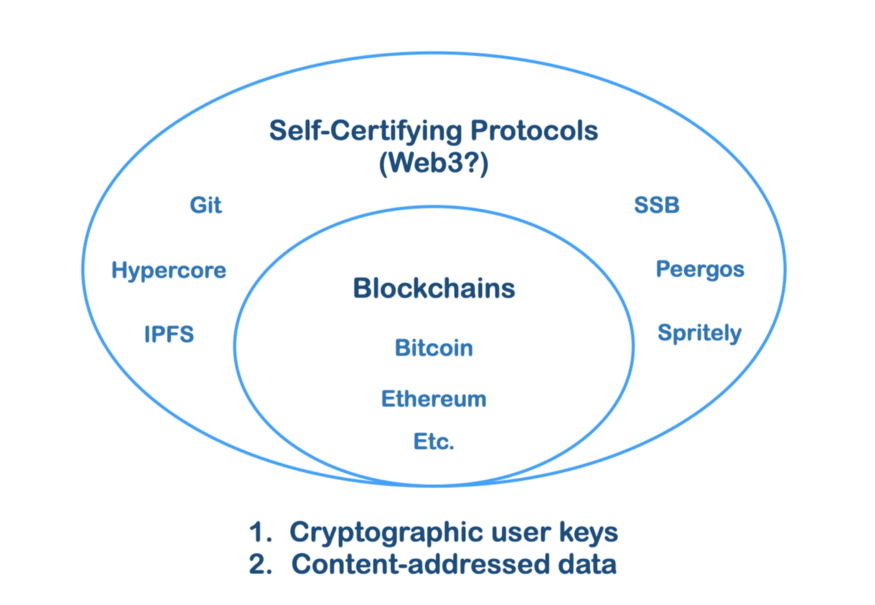 Self-Certifying Protocols
(Web3?)
Git
SSB
Hypercore
Peergos
IPFS
Spritely
Blockchains
Bitcoin
Ethereum
Etc.
1. Cryptographic user keys
2. Content-addressed data